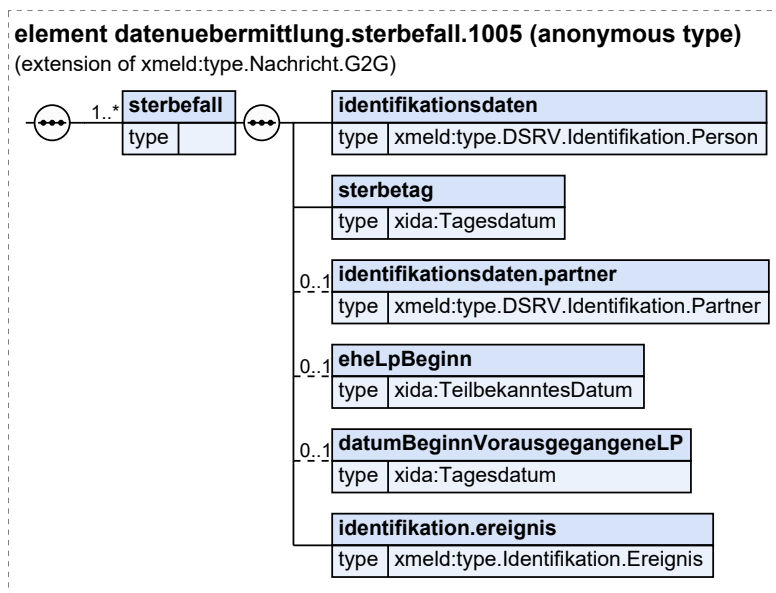 element datenuebermittlung.sterbefall.1005 (anonymous type)
(extension of xmeld:type.Nachricht.G2G)
1..*
sterbefall
type
identifikationsdaten
type xmeld:type.DSRV.Identifikation.Person
sterbetag
type xida:Tagesdatum
0..1
identifikationsdaten.partner
type xmeld:type.DSRV.Identifikation.Partner
0..1
eheLpBeginn
type xida:TeilbekanntesDatum
0..1
datumBeginnVorausgegangeneLP
type xida:Tagesdatum
identifikation.ereignis
type xmeld:type.Identifikation.Ereignis